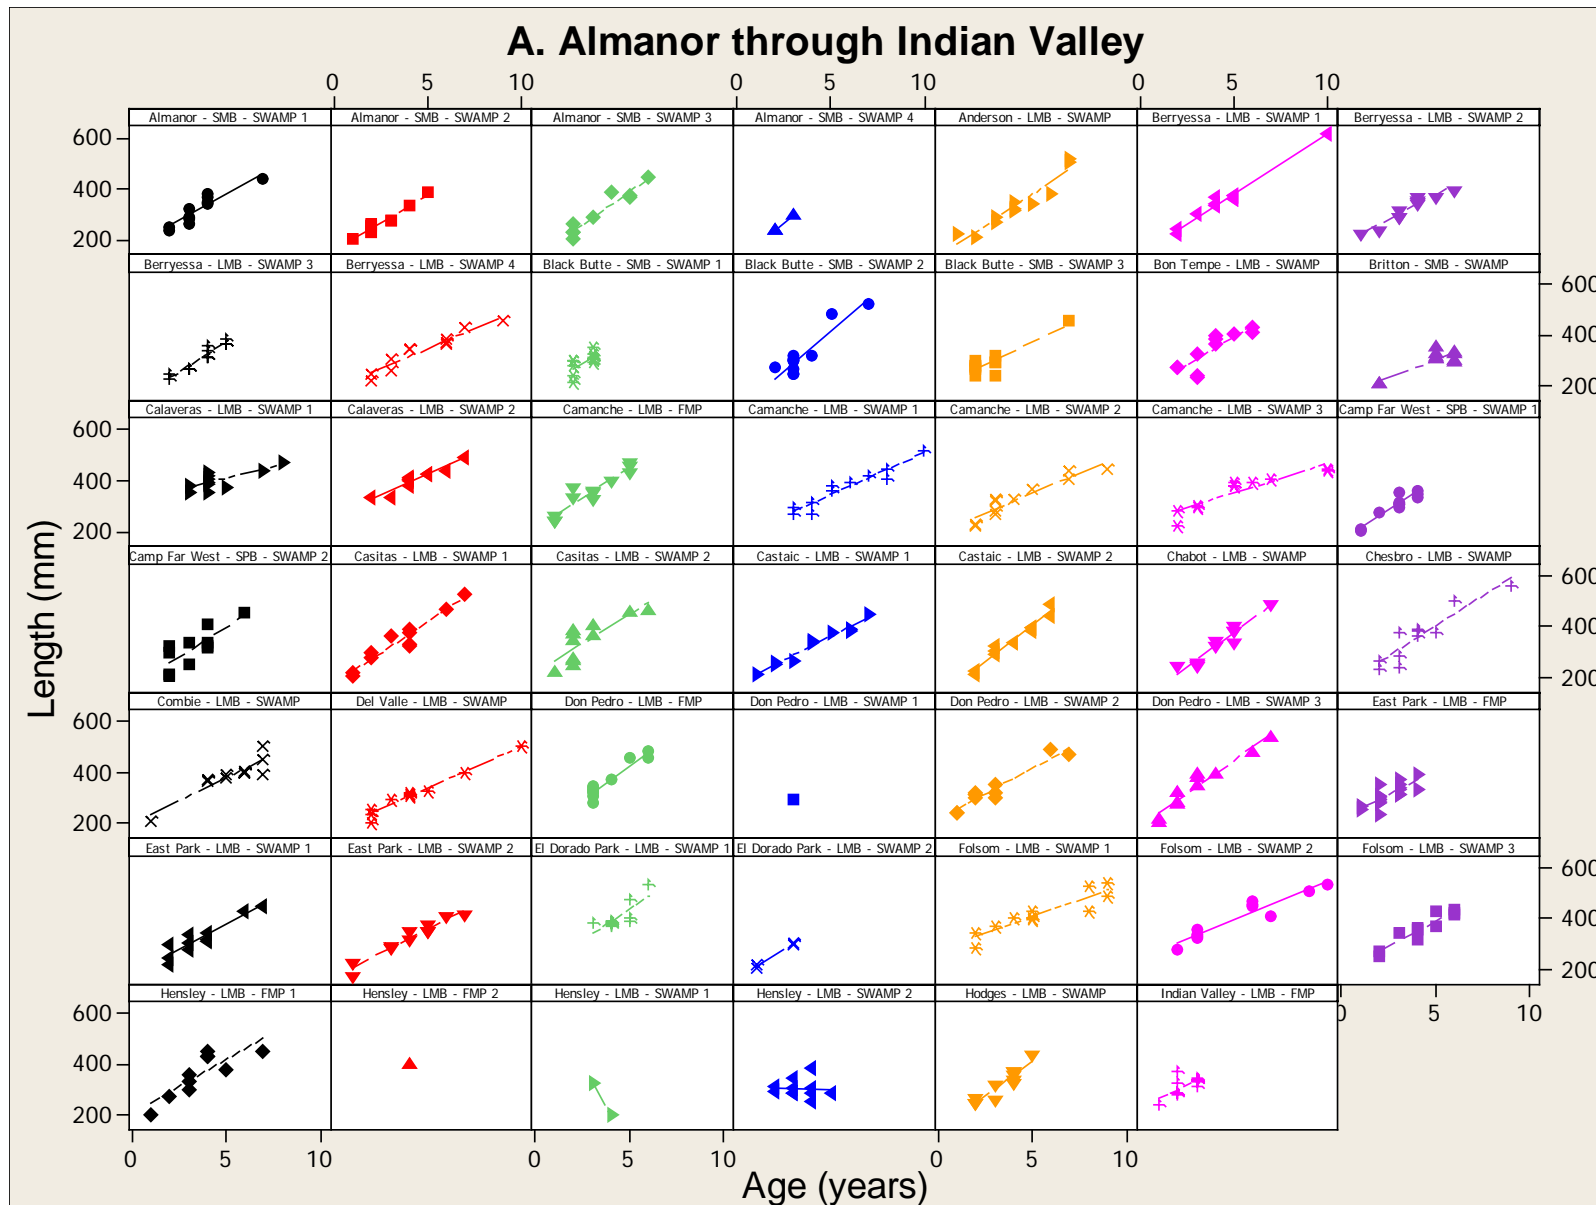 A. Almanor through Indian Valley
0 5 10 0 5 10 0 5 10
Almanor - SMB - SWAMP 1 Almanor - SMB - SWAMP 2 Almanor - SMB - SWAMP 3 Almanor - SMB - SWAMP 4 Anderson - LMB - SWAMP Berryessa - LMB - SWAMP 1 Berryessa - LMB - SWAMP 2
600
400
200
Berryessa - LMB - SWAMP 3 Berryessa - LMB - SWAMP 4 Black Butte - SMB - SWAMP 1 Black Butte - SMB - SWAMP 2 Black Butte - SMB - SWAMP 3 Bon Tempe - LMB - SWAMP Britton - SMB - SWAMP
600
400
200
Calaveras - LMB - SWAMP 1 Calaveras - LMB - SWAMP 2 Camanche - LMB - FMP Camanche - LMB - SWAMP 1 Camanche - LMB - SWAMP 2 Camanche - LMB - SWAMP 3 Camp Far West - SPB - SWAMP 1
600
400
200
Camp Far West - SPB - SWAMP 2 Casitas - LMB - SWAMP 1 Casitas - LMB - SWAMP 2 Castaic - LMB - SWAMP 1 Castaic - LMB - SWAMP 2 Chabot - LMB - SWAMP Chesbro - LMB - SWAMP
600
400
200
Length (mm)
Combie - LMB - SWAMP Del Valle - LMB - SWAMP Don Pedro - LMB - FMP Don Pedro - LMB - SWAMP 1 Don Pedro - LMB - SWAMP 2 Don Pedro - LMB - SWAMP 3 East Park - LMB - FMP
600
400
200
East Park - LMB - SWAMP 1 East Park - LMB - SWAMP 2 El Dorado Park - LMB - SWAMP 1 El Dorado Park - LMB - SWAMP 2 Folsom - LMB - SWAMP 1 Folsom - LMB - SWAMP 2 Folsom - LMB - SWAMP 3
600
400
200
Hensley - LMB - FMP 1 Hensley - LMB - FMP 2 Hensley - LMB - SWAMP 1 Hensley - LMB - SWAMP 2 Hodges - LMB - SWAMP Indian Valley - LMB - FMP
0 5 10
600
400
200
0 5 10 0 5 10 0 5 10
Age (years)